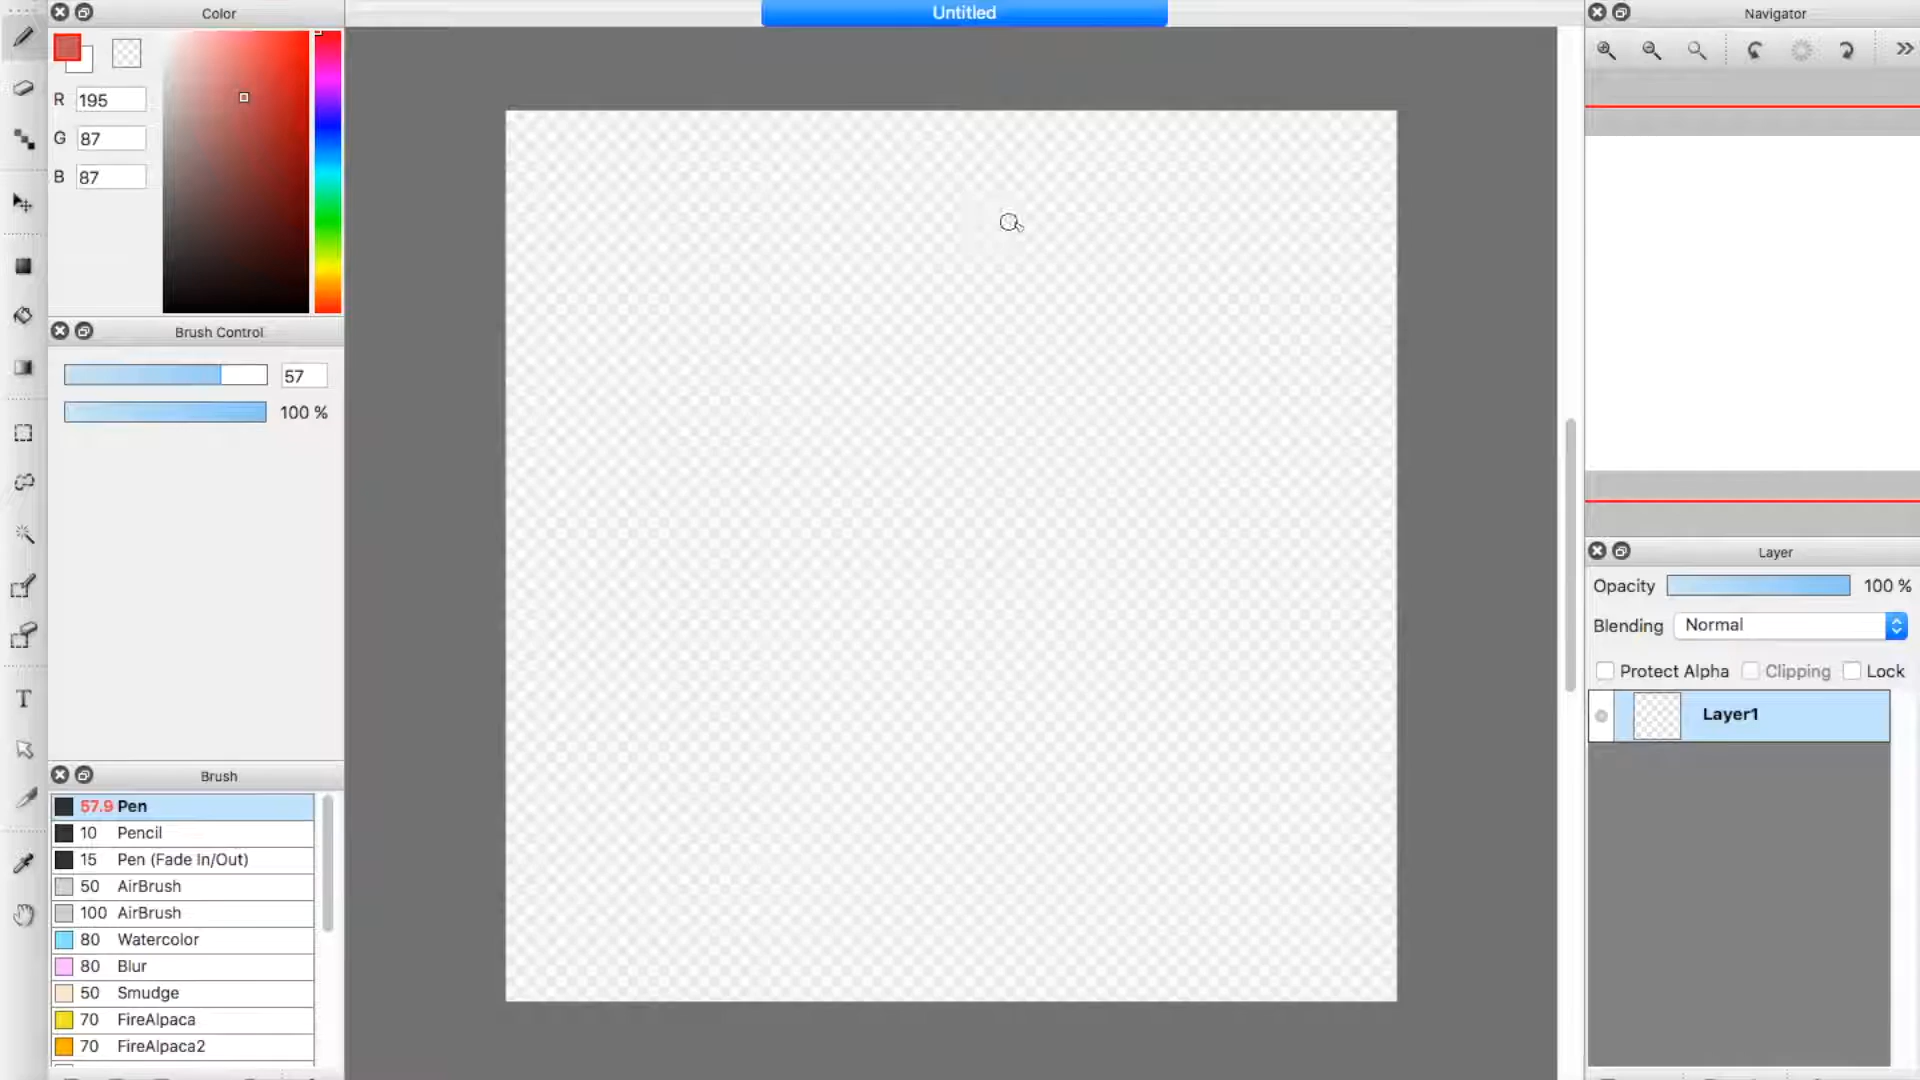 Color
Untitled
Navigator
R 195
G 87
B 87
Brush Control
57
100 %
Brush
57.9 Pen
10 Pencil
15 Pen (Fade In/Out)
50 AirBrush
100 AirBrush
80 Watercolor
80 Blur
50 Smudge
70 FireAlpaca
70 FireAlpaca2
Layer
Opacity 100 %
Blending Normal
Protect Alpha Clipping Lock
Layer1
T